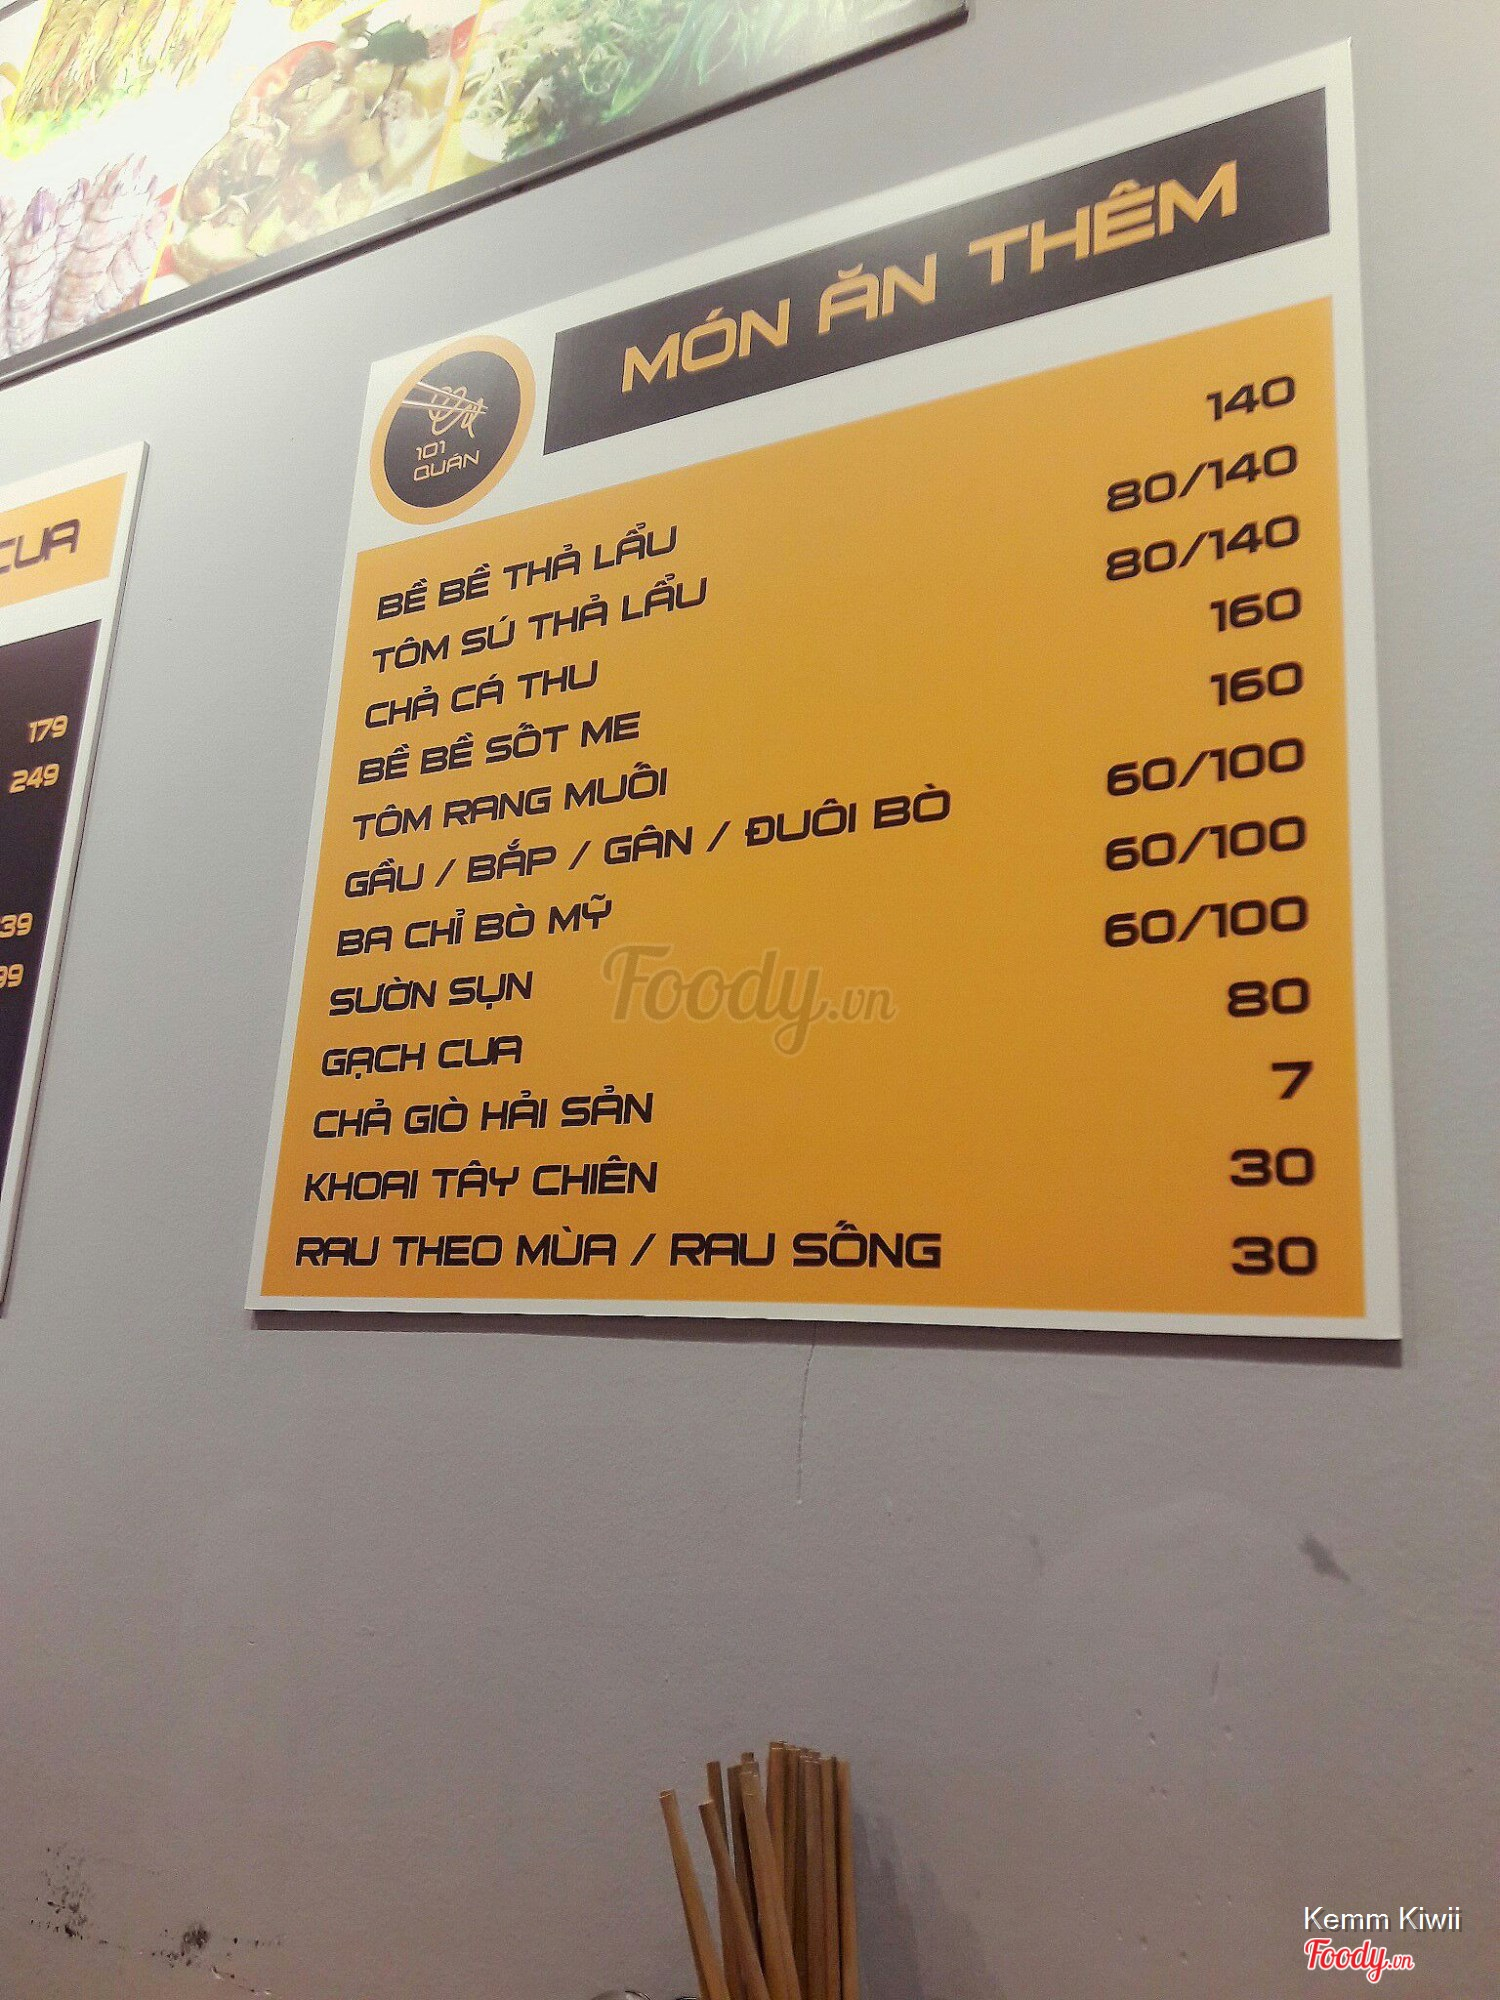 MÓN ĂN THÊM
101
QUÁN
BỀ BỀ THẢ LẨU 140
TÔM SÚ THẢ LẨU 80/140
CHẢ CÁ THU 80/140
BỀ BỀ SỐT ME 160
TÔM RANG MUỐI 160
GẦU / BẮP / GÂN / ĐUÔI BÒ 60/100
BA CHỈ BÒ MỸ 60/100
SƯỜN SỤN 60/100
GẠCH CUA 80
CHẢ GIÒ HẢI SẢN 7
KHOAI TÂY CHIÊN 30
RAU THEO MÙA / RAU SỐNG 30
CUA
179
249
39
99
Foody.vn
Kemm Kiwii
Foody.vn